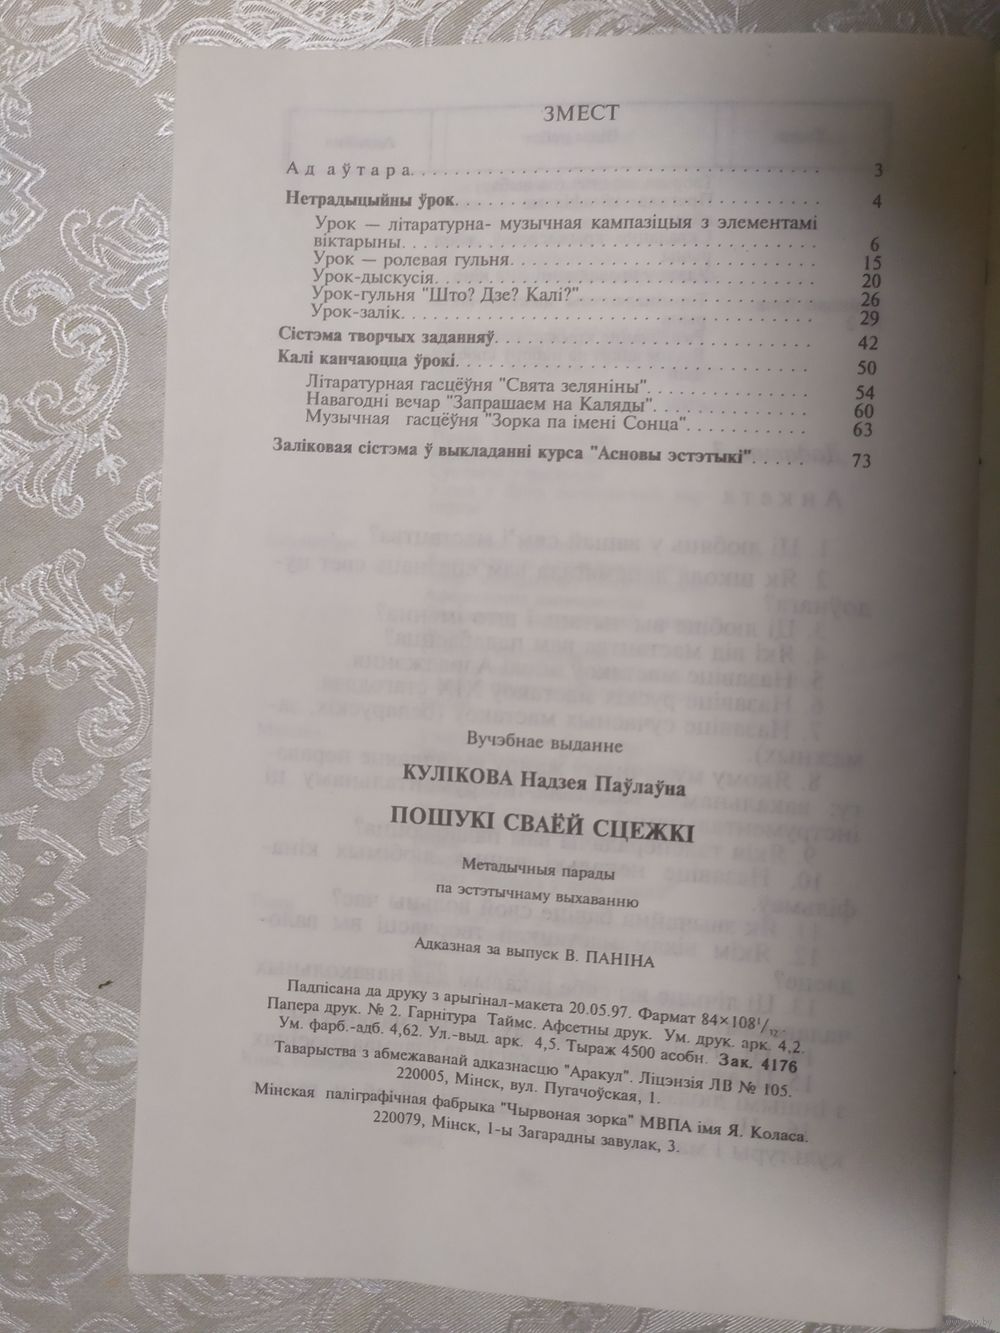 ЗМЕСТ
Ад аўтара. . . . . . . . . . . . . . . . . . . . . . . . . . . . . . . . . . . . 3
Нетрадыцыйны ўрок. . . . . . . . . . . . . . . . . . . . . . . . . . . . . . . 4
Урок — літаратурна- музычная кампазіцыя з элементамі
віктарыны. . . . . . . . . . . . . . . . . . . . . . . . . . . . . . . . . . . 6
Урок — ролевая гульня. . . . . . . . . . . . . . . . . . . . . . . . . . . 15
Урок-дыскусія. . . . . . . . . . . . . . . . . . . . . . . . . . . . . . . . 20
Урок-гульня "Што? Дзе? Калі?". . . . . . . . . . . . . . . . . . . . 26
Урок-залік. . . . . . . . . . . . . . . . . . . . . . . . . . . . . . . . . . . 29
Сістэма творчых заданняў. . . . . . . . . . . . . . . . . . . . . . . . . . . 42
Калі канчаюцца ўрокі. . . . . . . . . . . . . . . . . . . . . . . . . . . . . . 50
Літаратурная гасцёўня "Свята зеляніны". . . . . . . . . . . . . 54
Навагодні вечар "Запрашаем на Каляды". . . . . . . . . . . . . 60
Музычная гасцёўня "Зорка па імені Сонца". . . . . . . . . . 63
Заліковая сістэма ў выкладанні курса "Асновы эстэтыкі". . . . . 73
Вучэбнае выданне
КУЛІКОВА Надзея Паўлаўна
ПОШУКІ СВАЁЙ СЦЕЖКІ
Метадычныя парады
па эстэтычнаму выхаванню
Адказная за выпуск В. ПАНІНА
Падпісана да друку з арыгінал-макета 20.05.97. Фармат 84×108¹/₃₂.
Папера друк. № 2. Гарнітура Таймс. Афсетны друк. Ум. друк. арк. 4,2.
Ум. фарб.-адб. 4,62. Ул.-выд. арк. 4,5. Тыраж 4500 асобн. Зак. 4176
Таварыства з абмежаванай адказнасцю "Аракул". Ліцэнзія ЛВ № 105.
220005, Мінск, вул. Пугачоўская, 1.
Мінская паліграфічная фабрыка "Чырвоная зорка" МВПА імя Я. Коласа.
220079, Мінск, 1-ы Загарадны завулак, 3.